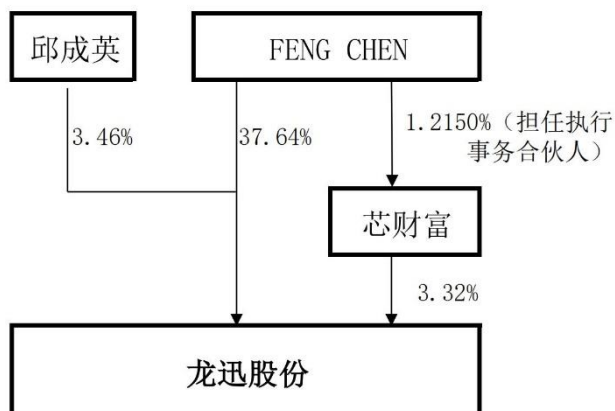 邱成英
FENG CHEN
3.46%
37.64%
1.2150%（担任执行
事务合伙人）
芯财富
3.32%
龙迅股份